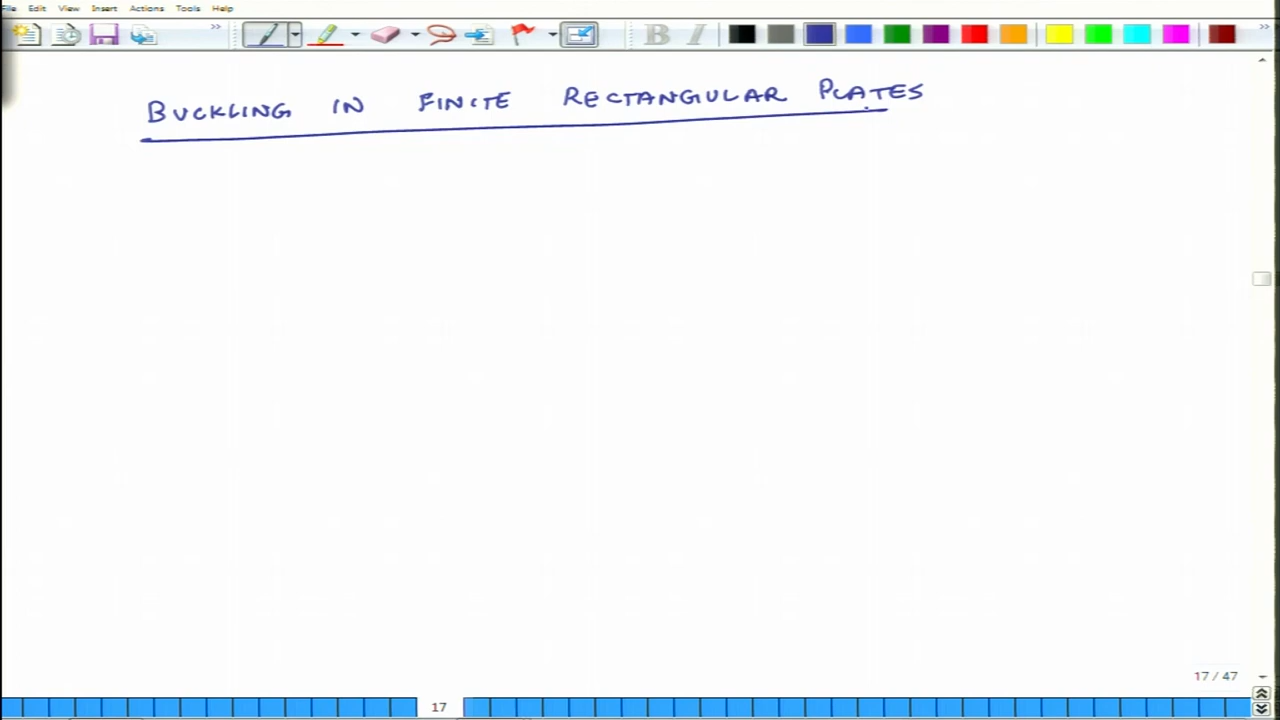 File Edit View Insert Actions Tools Help
B I
BUCKLING IN FINITE RECTANGULAR PLATES
17 / 47
17